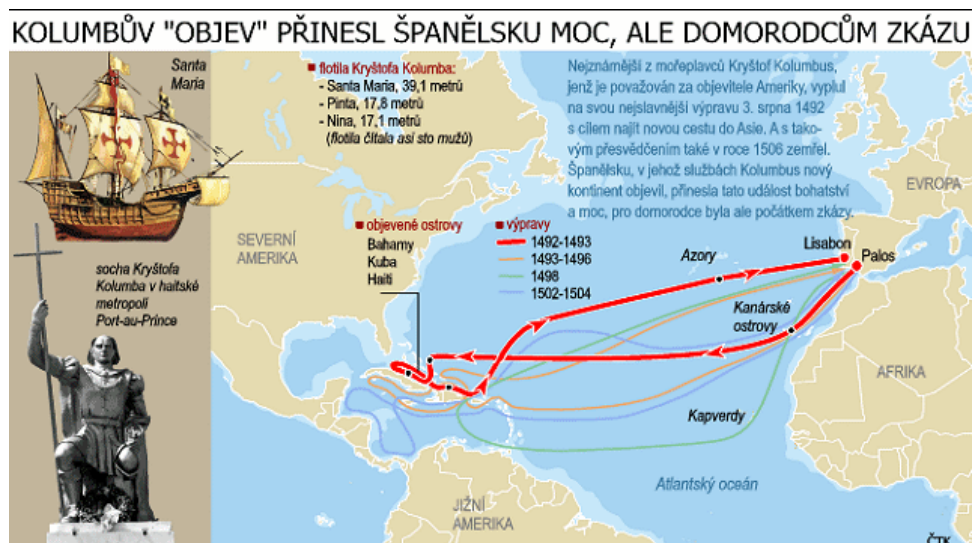 KOLUMBŮV "OBJEV" PŘINESL ŠPANĚLSKU MOC, ALE DOMORODCŮM ZKÁZU
Santa
Maria
flotila Kryštofa Kolumba:
- Santa Maria, 39,1 metrů
- Pinta, 17,8 metrů
- Nina, 17,1 metrů
(flotila čítala asi sto mužů)
Nejznámější z mořeplavců Kryštof Kolumbus,
jenž je považován za objevitele Ameriky, vyplul
na svou nejslavnější výpravu 3. srpna 1492
s cílem najít novou cestu do Asie. A s tako-
vým přesvědčením také v roce 1506 zemřel.
Španělsku, v jehož službách Kolumbus nový
kontinent objevil, přinesla tato událost bohatství
a moc, pro domorodce byla ale počátkem zkázy.
EVROPA
SEVERNÍ
AMERIKA
objevené ostrovy
Bahamy
Kuba
Haiti
výpravy
1492-1493
1493-1496
1498
1502-1504
Azory
Lisabon
Palos
Kanárské
ostrovy
socha Kryštofa
Kolumba v haitské
metropoli
Port-au-Prince
AFRIKA
Kapverdy
Atlantský oceán
JIŽNÍ
AMERIKA
ČTK